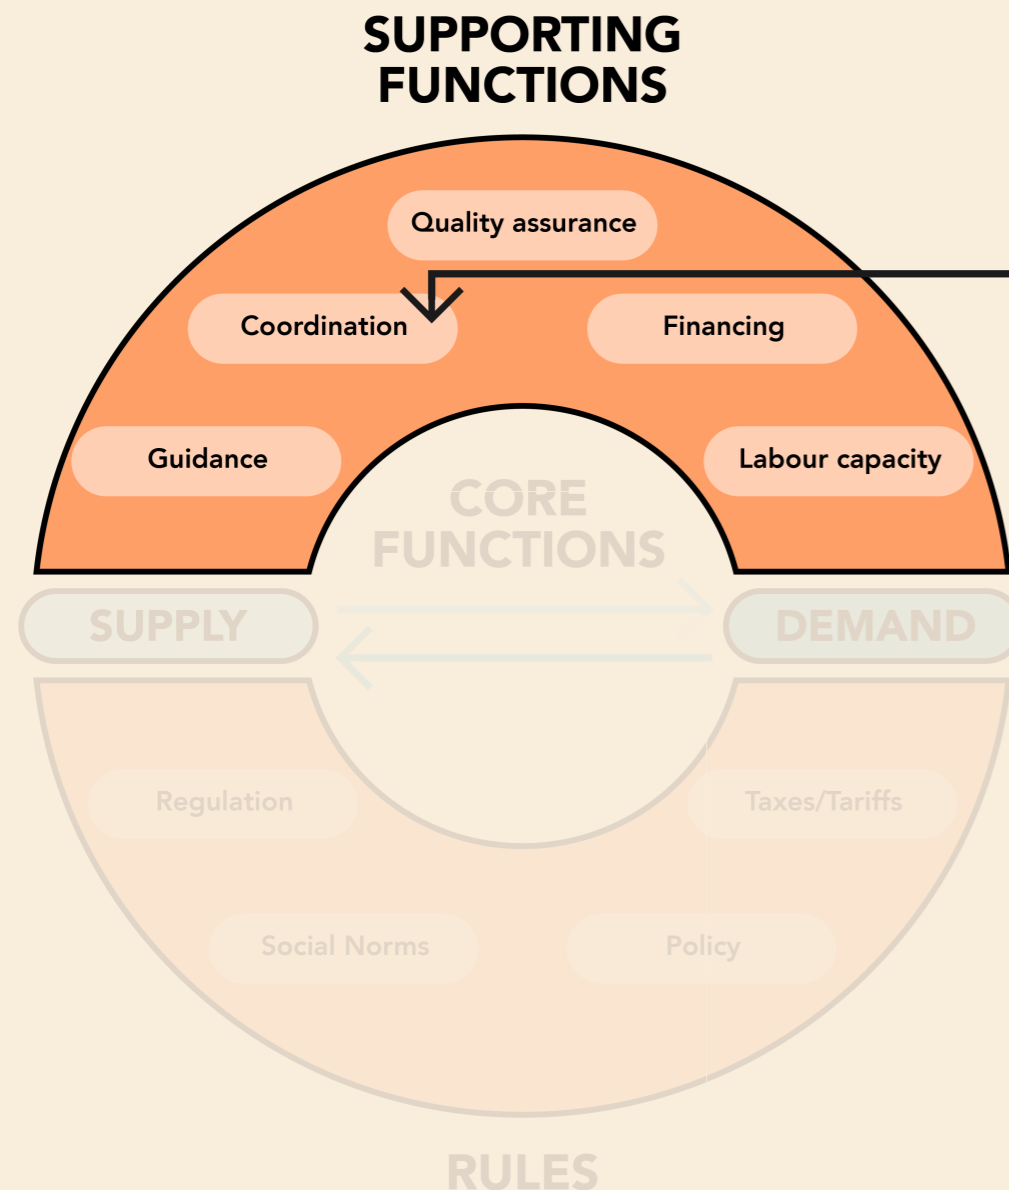 SUPPORTING
FUNCTIONS
Quality assurance
Coordination
Financing
Guidance
Labour capacity
CORE
FUNCTIONS
SUPPLY
DEMAND
Regulation
Taxes/Tariffs
Social Norms
Policy
RULES